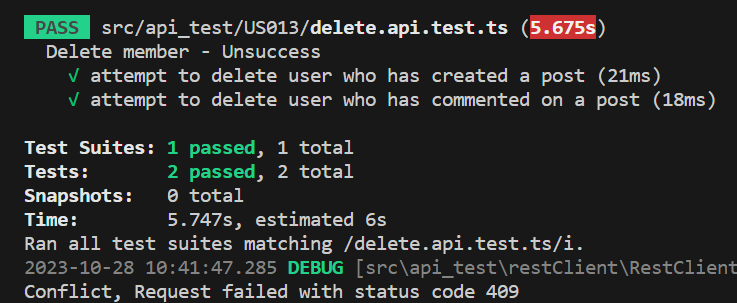 PASS src/api_test/US013/delete.api.test.ts (5.675s)
Delete member - Unsuccess
√ attempt to delete user who has created a post (21ms)
√ attempt to delete user who has commented on a post (18ms)
Test Suites: 1 passed, 1 total
Tests: 2 passed, 2 total
Snapshots: 0 total
Time: 5.747s, estimated 6s
Ran all test suites matching /delete.api.test.ts/i.
2023-10-28 10:41:47.285 DEBUG [src\api_test\restClient\RestClient
Conflict, Request failed with status code 409